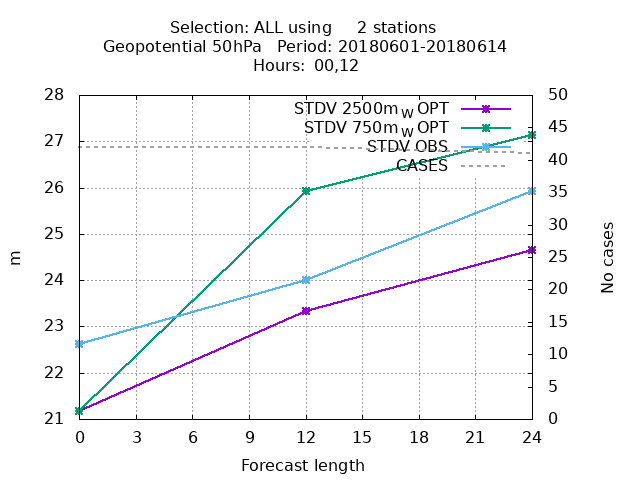 Selection: ALL using     2 stations
Geopotential 50hPa   Period: 20180601-20180614
Hours:  00,12
28 50
STDV 2500m W OPT
45
STDV 750m W OPT
27
STDV OBS
40
CASES
26 35
30
25
m No cases
25
24
20
23 15
10
22
5
21 0
0 3 6 9 12 15 18 21 24
Forecast length